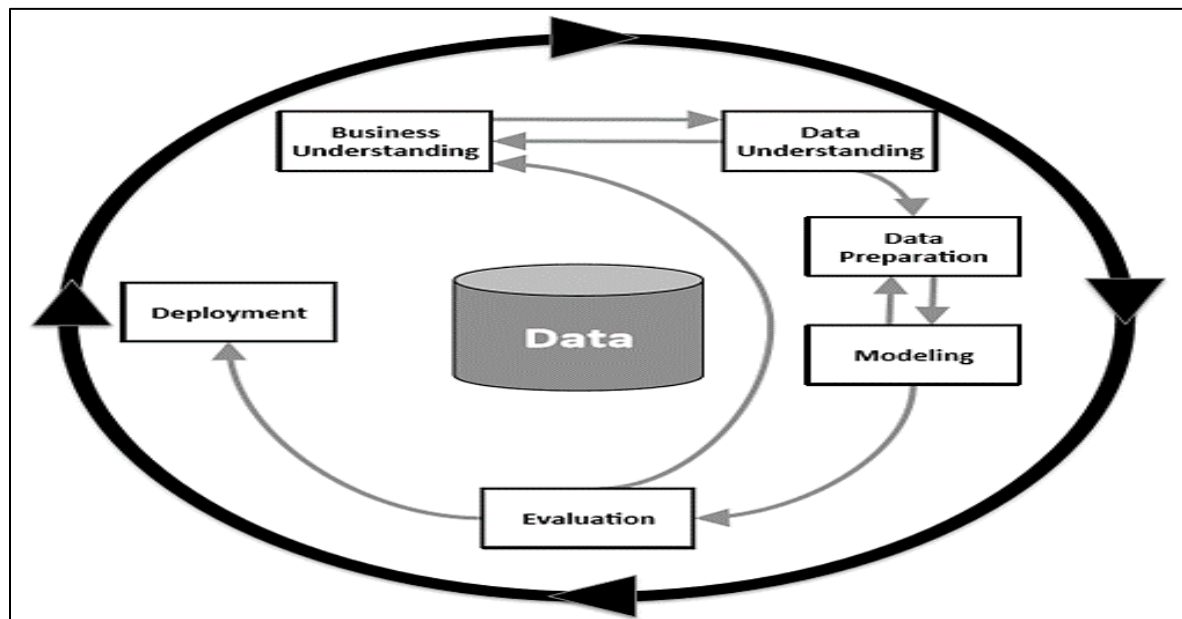 Business
Understanding
Data
Understanding
Data
Preparation
Deployment
Data
Modeling
Evaluation